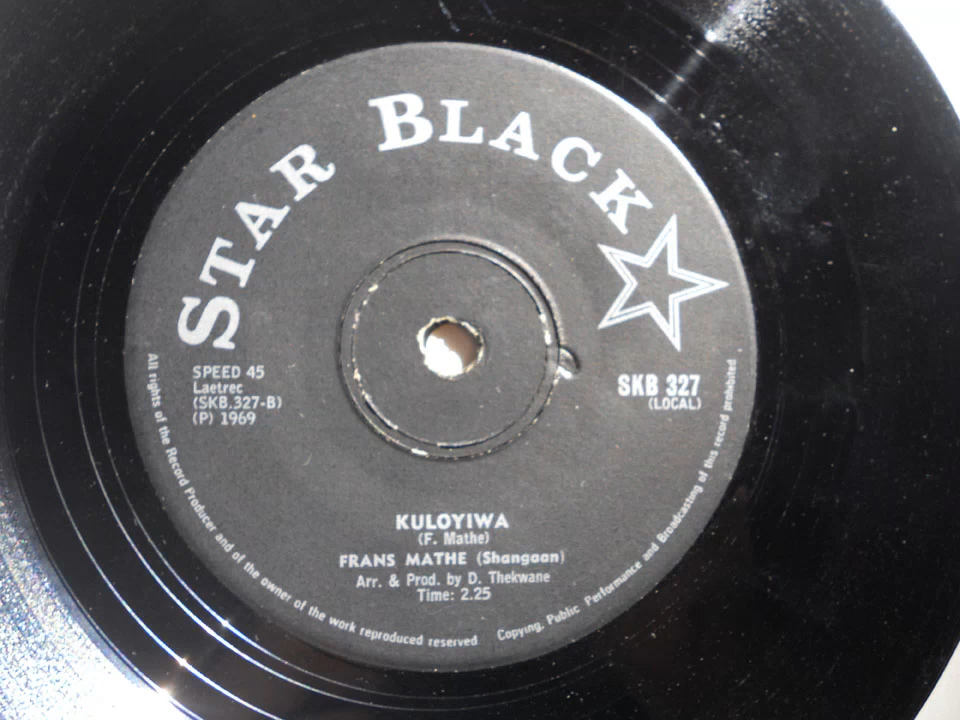 STAR BLACK
SPEED 45
Laetrec
(SKB.327-B)
(P) 1969
SKB 327
(LOCAL)
KULOYIWA
(F. Mathe)
FRANS MATHE (Shangaan)
Arr. & Prod. by D. Thekwane
Time: 2.25
All rights of the Record Producer and of the owner of the work reproduced reserved
Copying, Public Performance and Broadcasting of this record prohibited